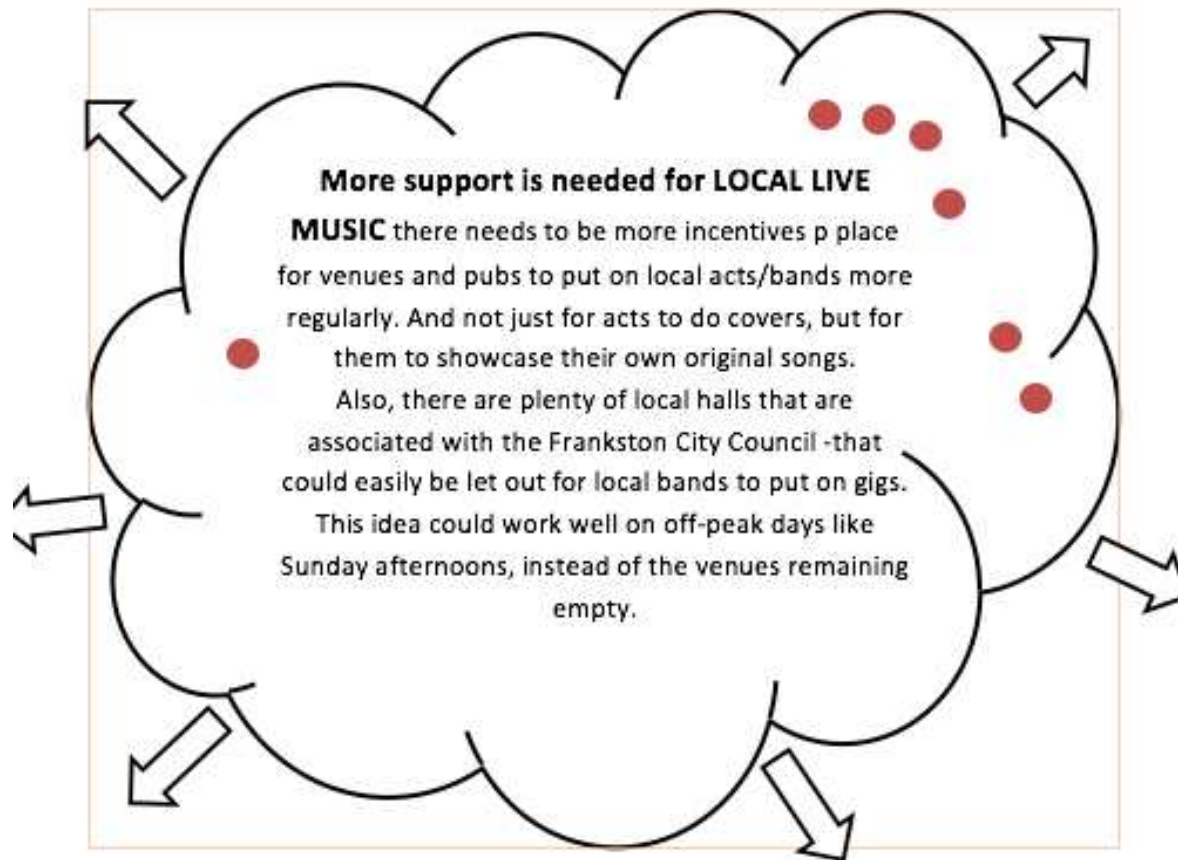 More support is needed for LOCAL LIVE
MUSIC there needs to be more incentives p place
for venues and pubs to put on local acts/bands more
regularly. And not just for acts to do covers, but for
them to showcase their own original songs.
Also, there are plenty of local halls that are
associated with the Frankston City Council -that
could easily be let out for local bands to put on gigs.
This idea could work well on off-peak days like
Sunday afternoons, instead of the venues remaining
empty.